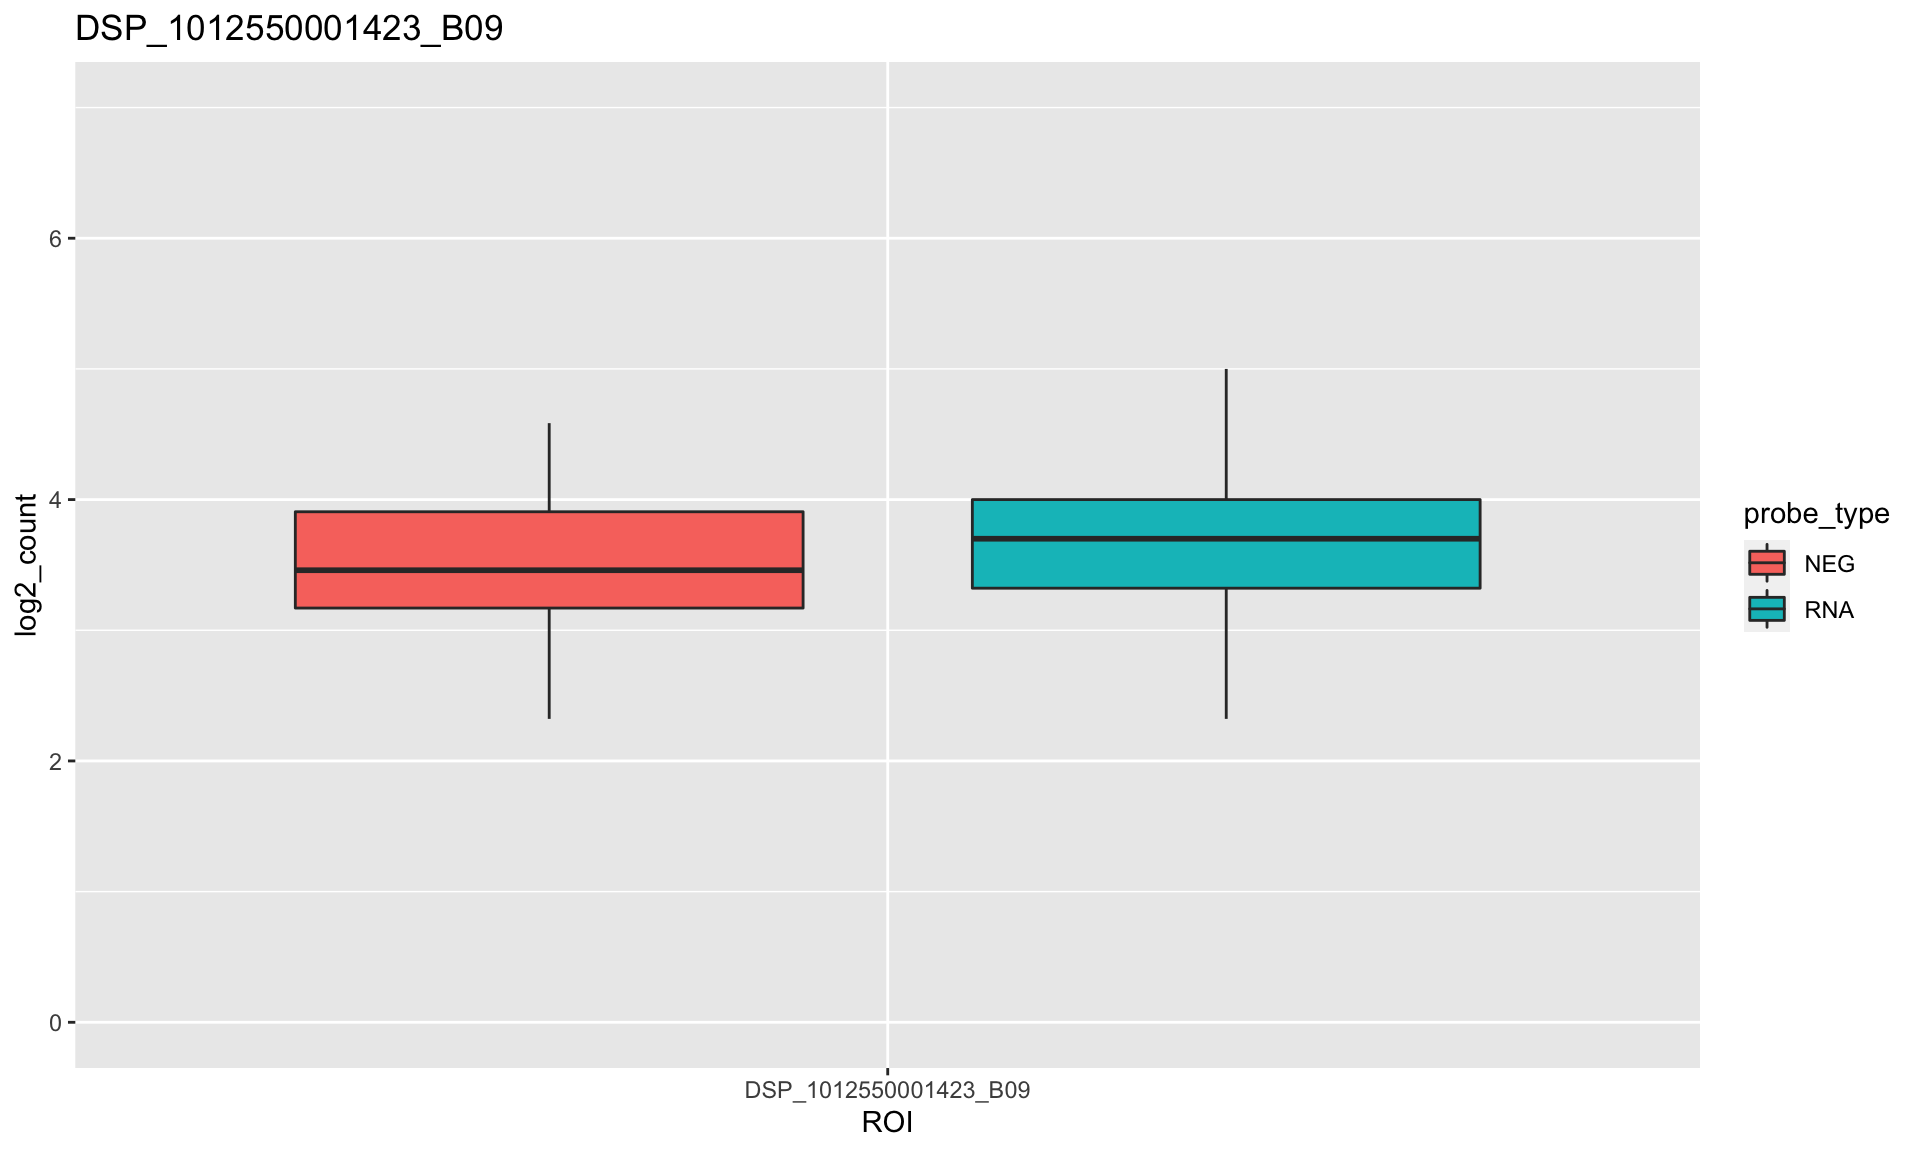 DSP_1012550001423_B09
6
4
2
0
log2_count
DSP_1012550001423_B09
ROI
probe_type
NEG
RNA